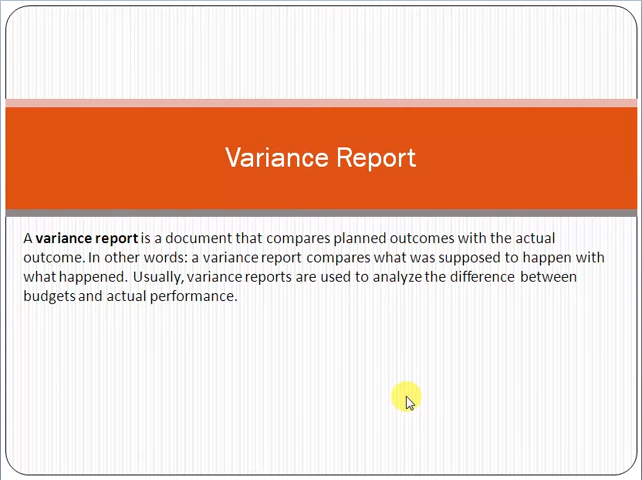 Variance Report
A variance report is a document that compares planned outcomes with the actual
outcome. In other words: a variance report compares what was supposed to happen with
what happened. Usually, variance reports are used to analyze the difference between
budgets and actual performance.